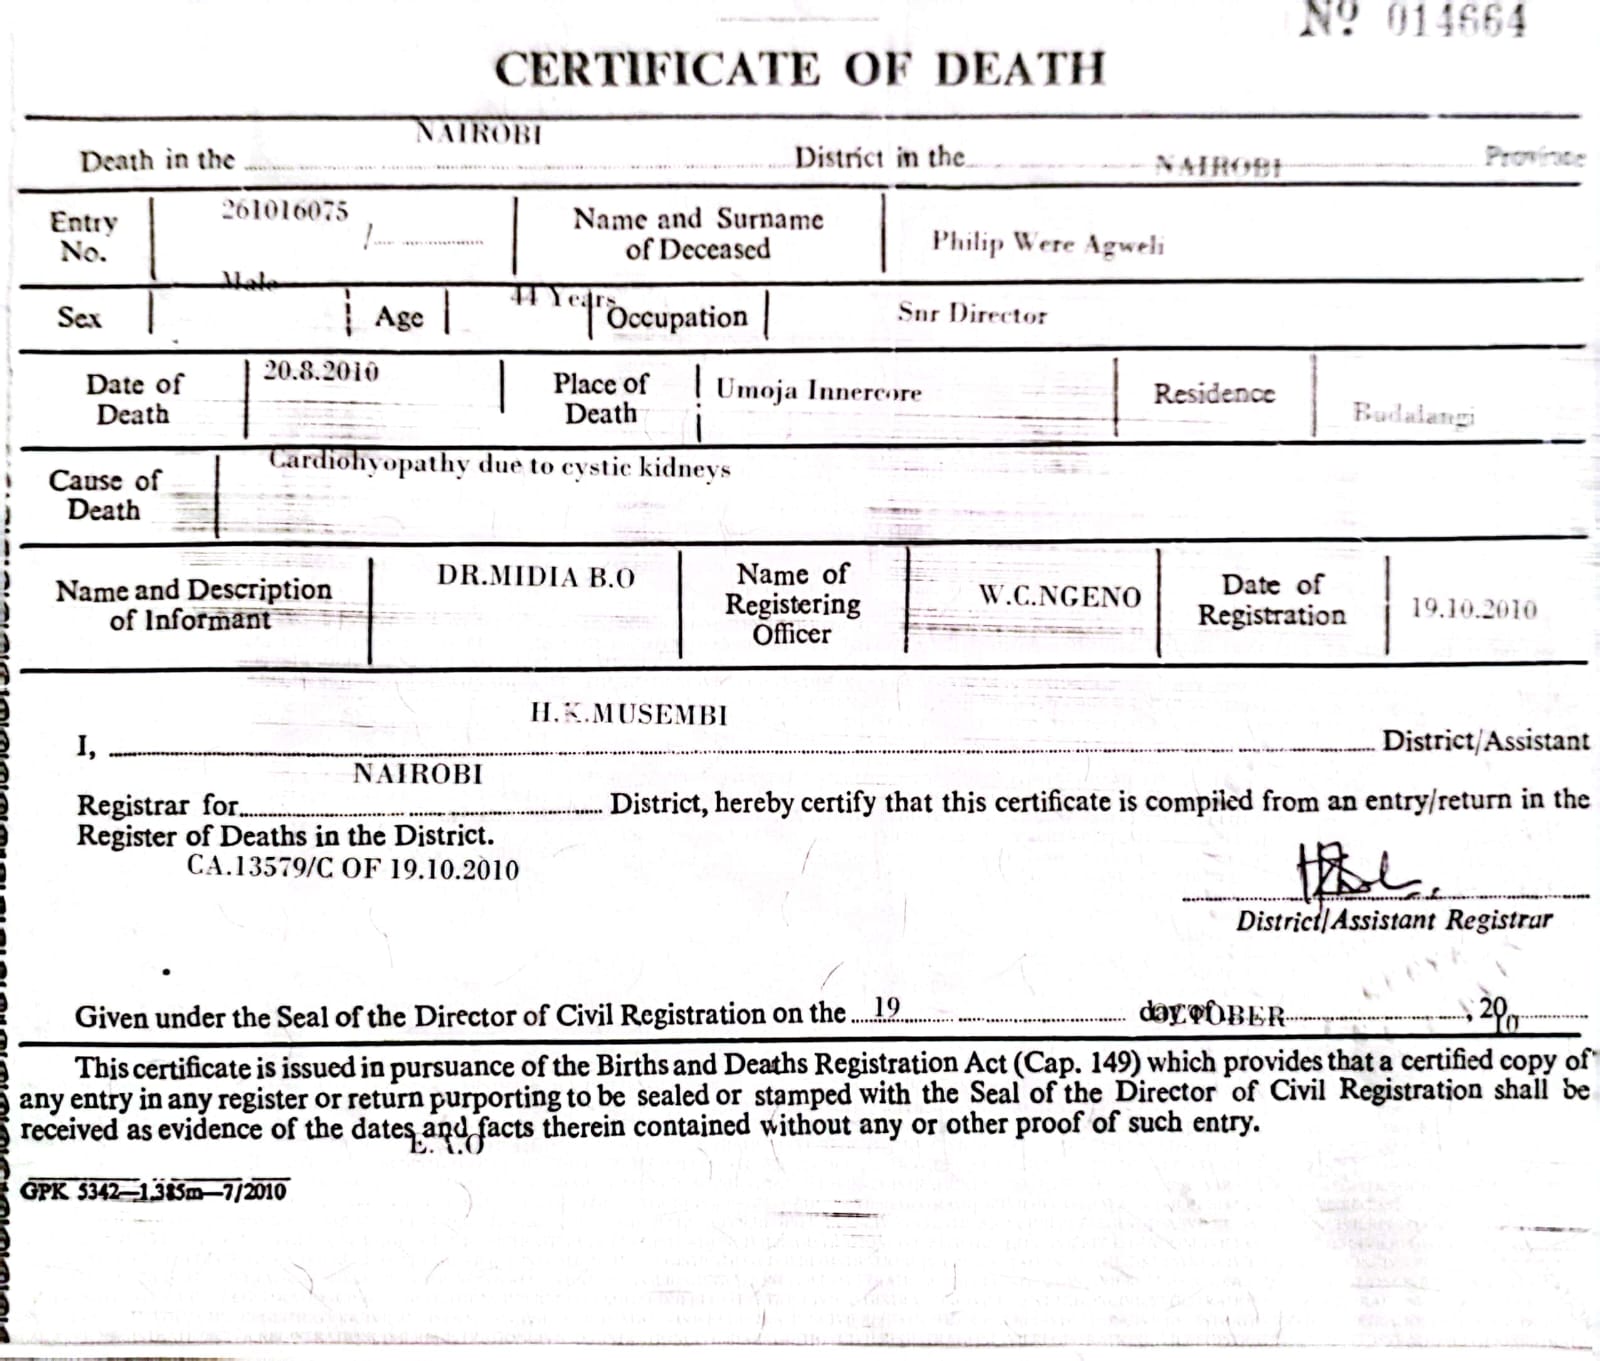 Nº 014664
CERTIFICATE OF DEATH
Death in the NAIROBI District in the NAIROBI Province
Entry No. 261016075 / Name and Surname of Deceased Philip Were Agweli
Sex Male Age 44 Years Occupation Snr Director
Date of Death 20.8.2010 Place of Death Umoja Innercore Residence Budalangi
Cause of Death Cardiohyopathy due to cystic kidneys
Name and Description of Informant DR.MIDIA B.O Name of Registering Officer W.C.NGENO Date of Registration 19.10.2010
I, H.K.MUSEMBI District/Assistant
Registrar for NAIROBI District, hereby certify that this certificate is compiled from an entry/return in the
Register of Deaths in the District.
CA.13579/C OF 19.10.2010
District/Assistant Registrar
Given under the Seal of the Director of Civil Registration on the 19 day of OCTOBER, 2010
This certificate is issued in pursuance of the Births and Deaths Registration Act (Cap. 149) which provides that a certified copy of
any entry in any register or return purporting to be sealed or stamped with the Seal of the Director of Civil Registration shall be
received as evidence of the dates and facts therein contained without any or other proof of such entry.
GPK 5342—1.385m—7/2010